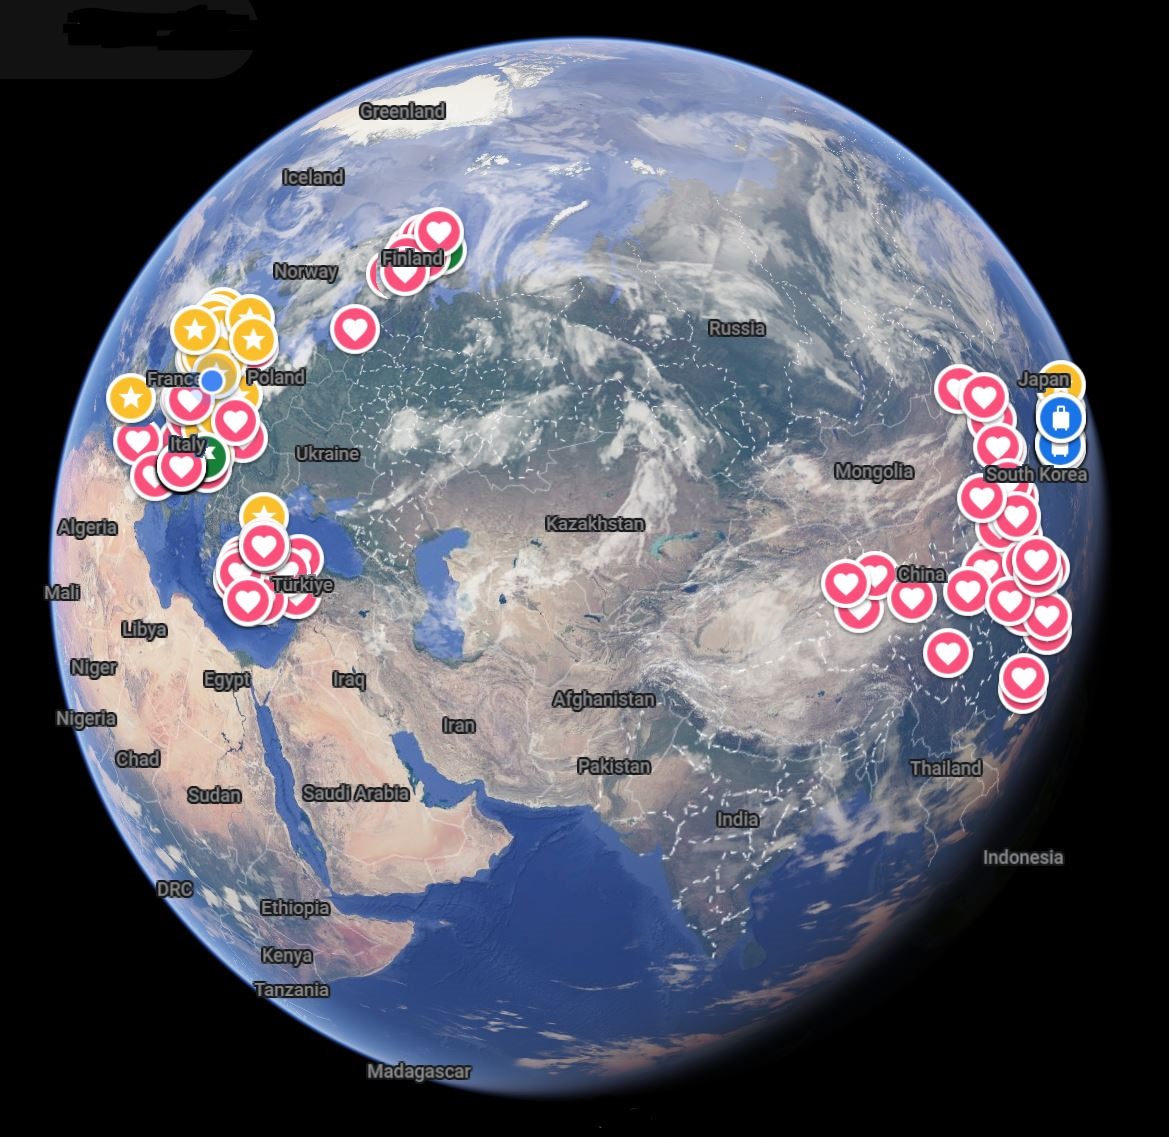 Greenland
Iceland
Finland
Norway
Russia
France
Poland
Japan
Italy
Ukraine
Mongolia
South Korea
Algeria
Kazakhstan
China
Türkiye
Mali
Libya
Niger
Egypt
Iraq
Afghanistan
Nigeria
Iran
Chad
Pakistan
Thailand
Sudan
Saudi Arabia
India
Indonesia
DRC
Ethiopia
Kenya
Tanzania
Madagascar